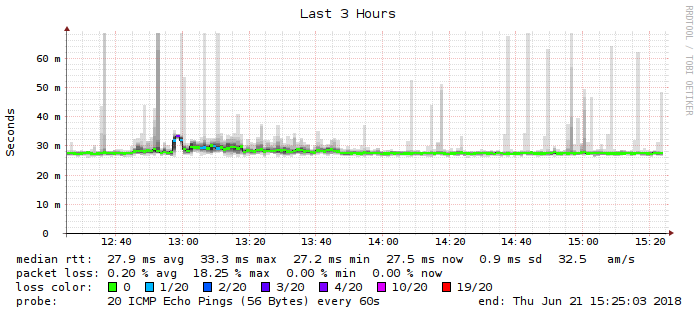 Last 3 Hours
RRDTOOL / TOBI OETIKER
Seconds
60 m
50 m
40 m
30 m
20 m
10 m
0
12:40 13:00 13:20 13:40 14:00 14:20 14:40 15:00 15:20
median rtt: 27.9 ms avg 33.3 ms max 27.2 ms min 27.5 ms now 0.9 ms sd 32.5 am/s
packet loss: 0.20 % avg 18.25 % max 0.00 % min 0.00 % now
loss color: 0 1/20 2/20 3/20 4/20 10/20 19/20
probe: 20 ICMP Echo Pings (56 Bytes) every 60s end: Thu Jun 21 15:25:03 2018